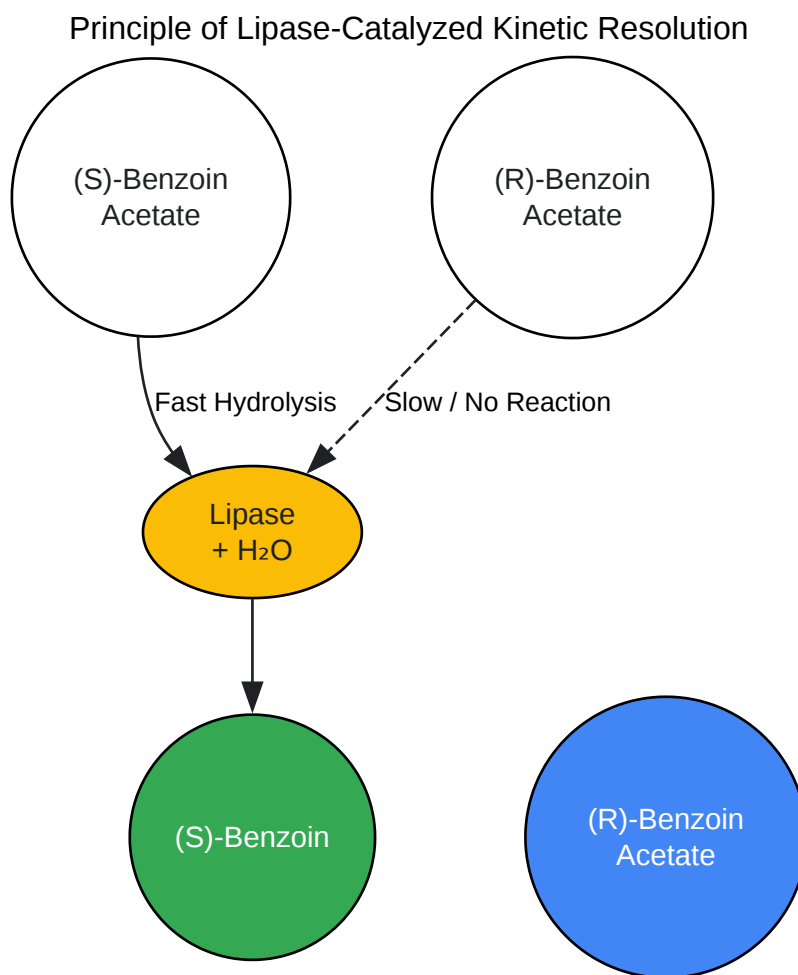 Principle of Lipase-Catalyzed Kinetic Resolution
(S)-Benzoin
Acetate
(R)-Benzoin
Acetate
Fast Hydrolysis
Slow / No Reaction
Lipase
+ H₂O
(S)-Benzoin
(R)-Benzoin
Acetate